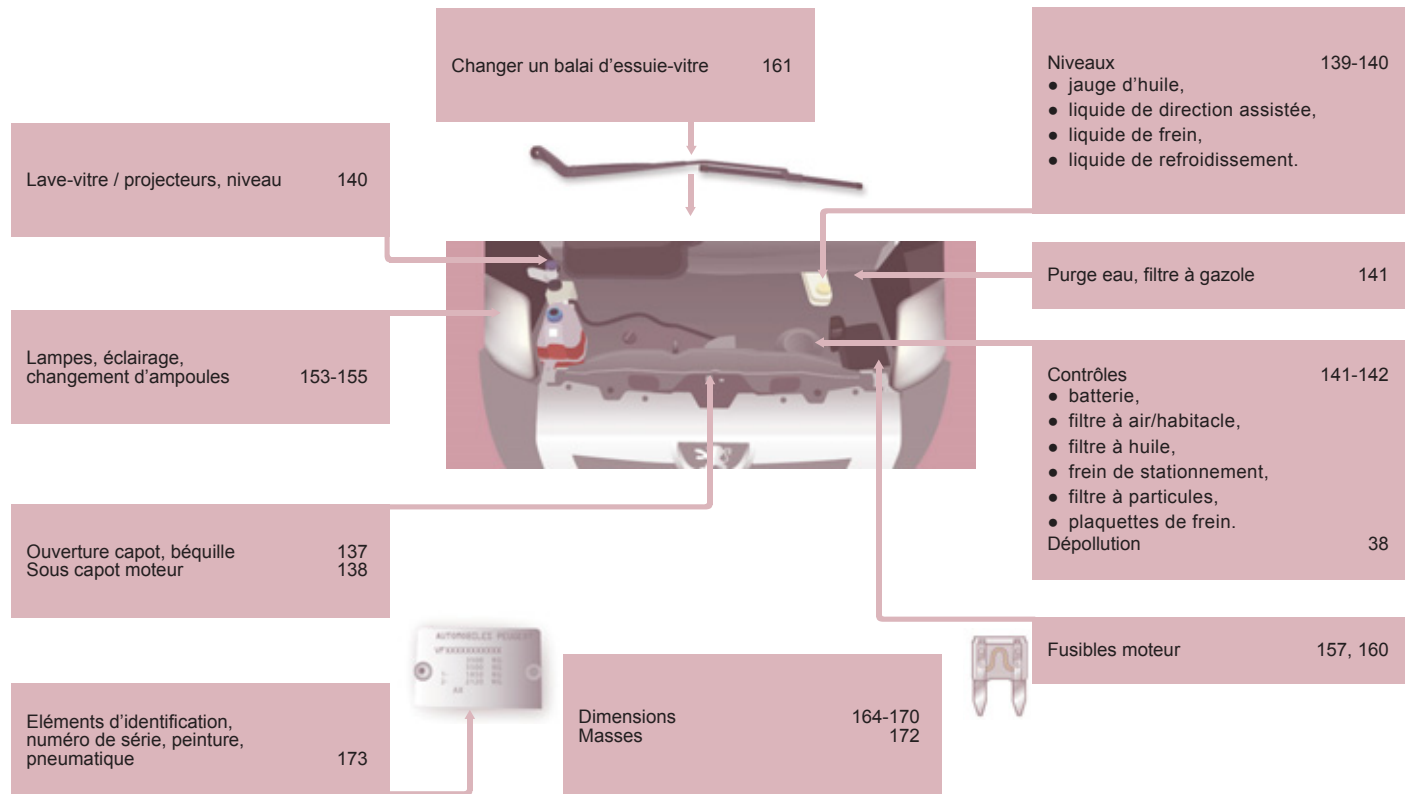 Changer un balai d'essuie-vitre 161
Niveaux 139-140
● jauge d'huile,
● liquide de direction assistée,
● liquide de frein,
● liquide de refroidissement.
Lave-vitre / projecteurs, niveau 140
Purge eau, filtre à gazole 141
Lampes, éclairage,
changement d'ampoules 153-155
Contrôles 141-142
● batterie,
● filtre à air/habitacle,
● filtre à huile,
● frein de stationnement,
● filtre à particules,
● plaquettes de frein.
Dépollution 38
Ouverture capot, béquille 137
Sous capot moteur 138
Fusibles moteur 157, 160
AUTOMOBILES PEUGEOT
VFXXXXXXXXXXX
Eléments d'identification,
numéro de série, peinture,
pneumatique 173
Dimensions 164-170
Masses 172